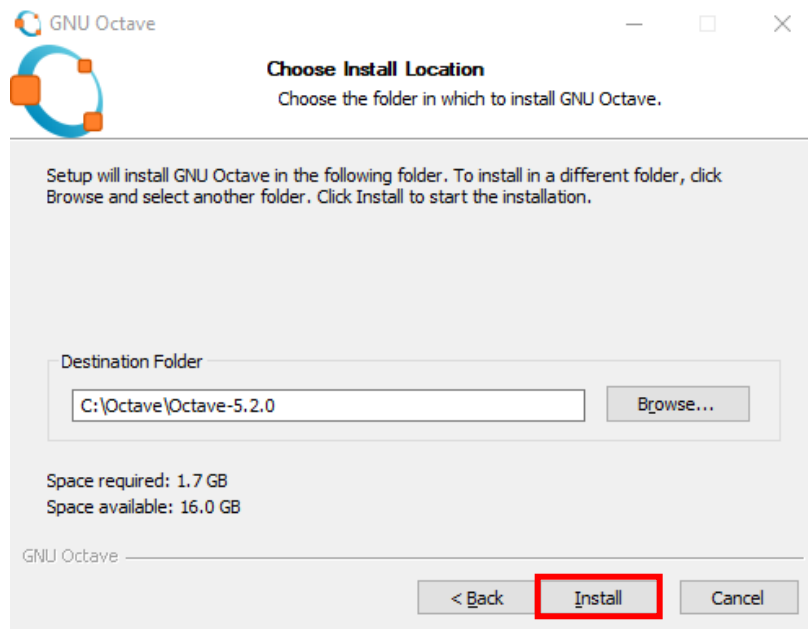 GNU Octave
Choose Install Location
Choose the folder in which to install GNU Octave.
Setup will install GNU Octave in the following folder. To install in a different folder, click
Browse and select another folder. Click Install to start the installation.
Destination Folder
C:\Octave\Octave-5.2.0
Browse...
Space required: 1.7 GB
Space available: 16.0 GB
GNU Octave
< Back
Install
Cancel